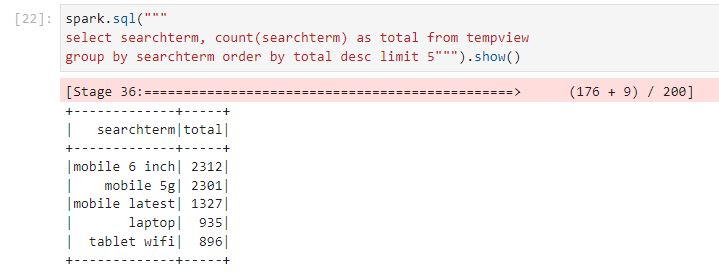 [22]: spark.sql("""
select searchterm, count(searchterm) as total from tempview
group by searchterm order by total desc limit 5""").show()
[Stage 36:===============================================>      (176 + 9) / 200]
+-------------+-----+
|   searchterm|total|
+-------------+-----+
|mobile 6 inch| 2312|
|    mobile 5g| 2301|
|mobile latest| 1327|
|       laptop|  935|
|  tablet wifi|  896|
+-------------+-----+